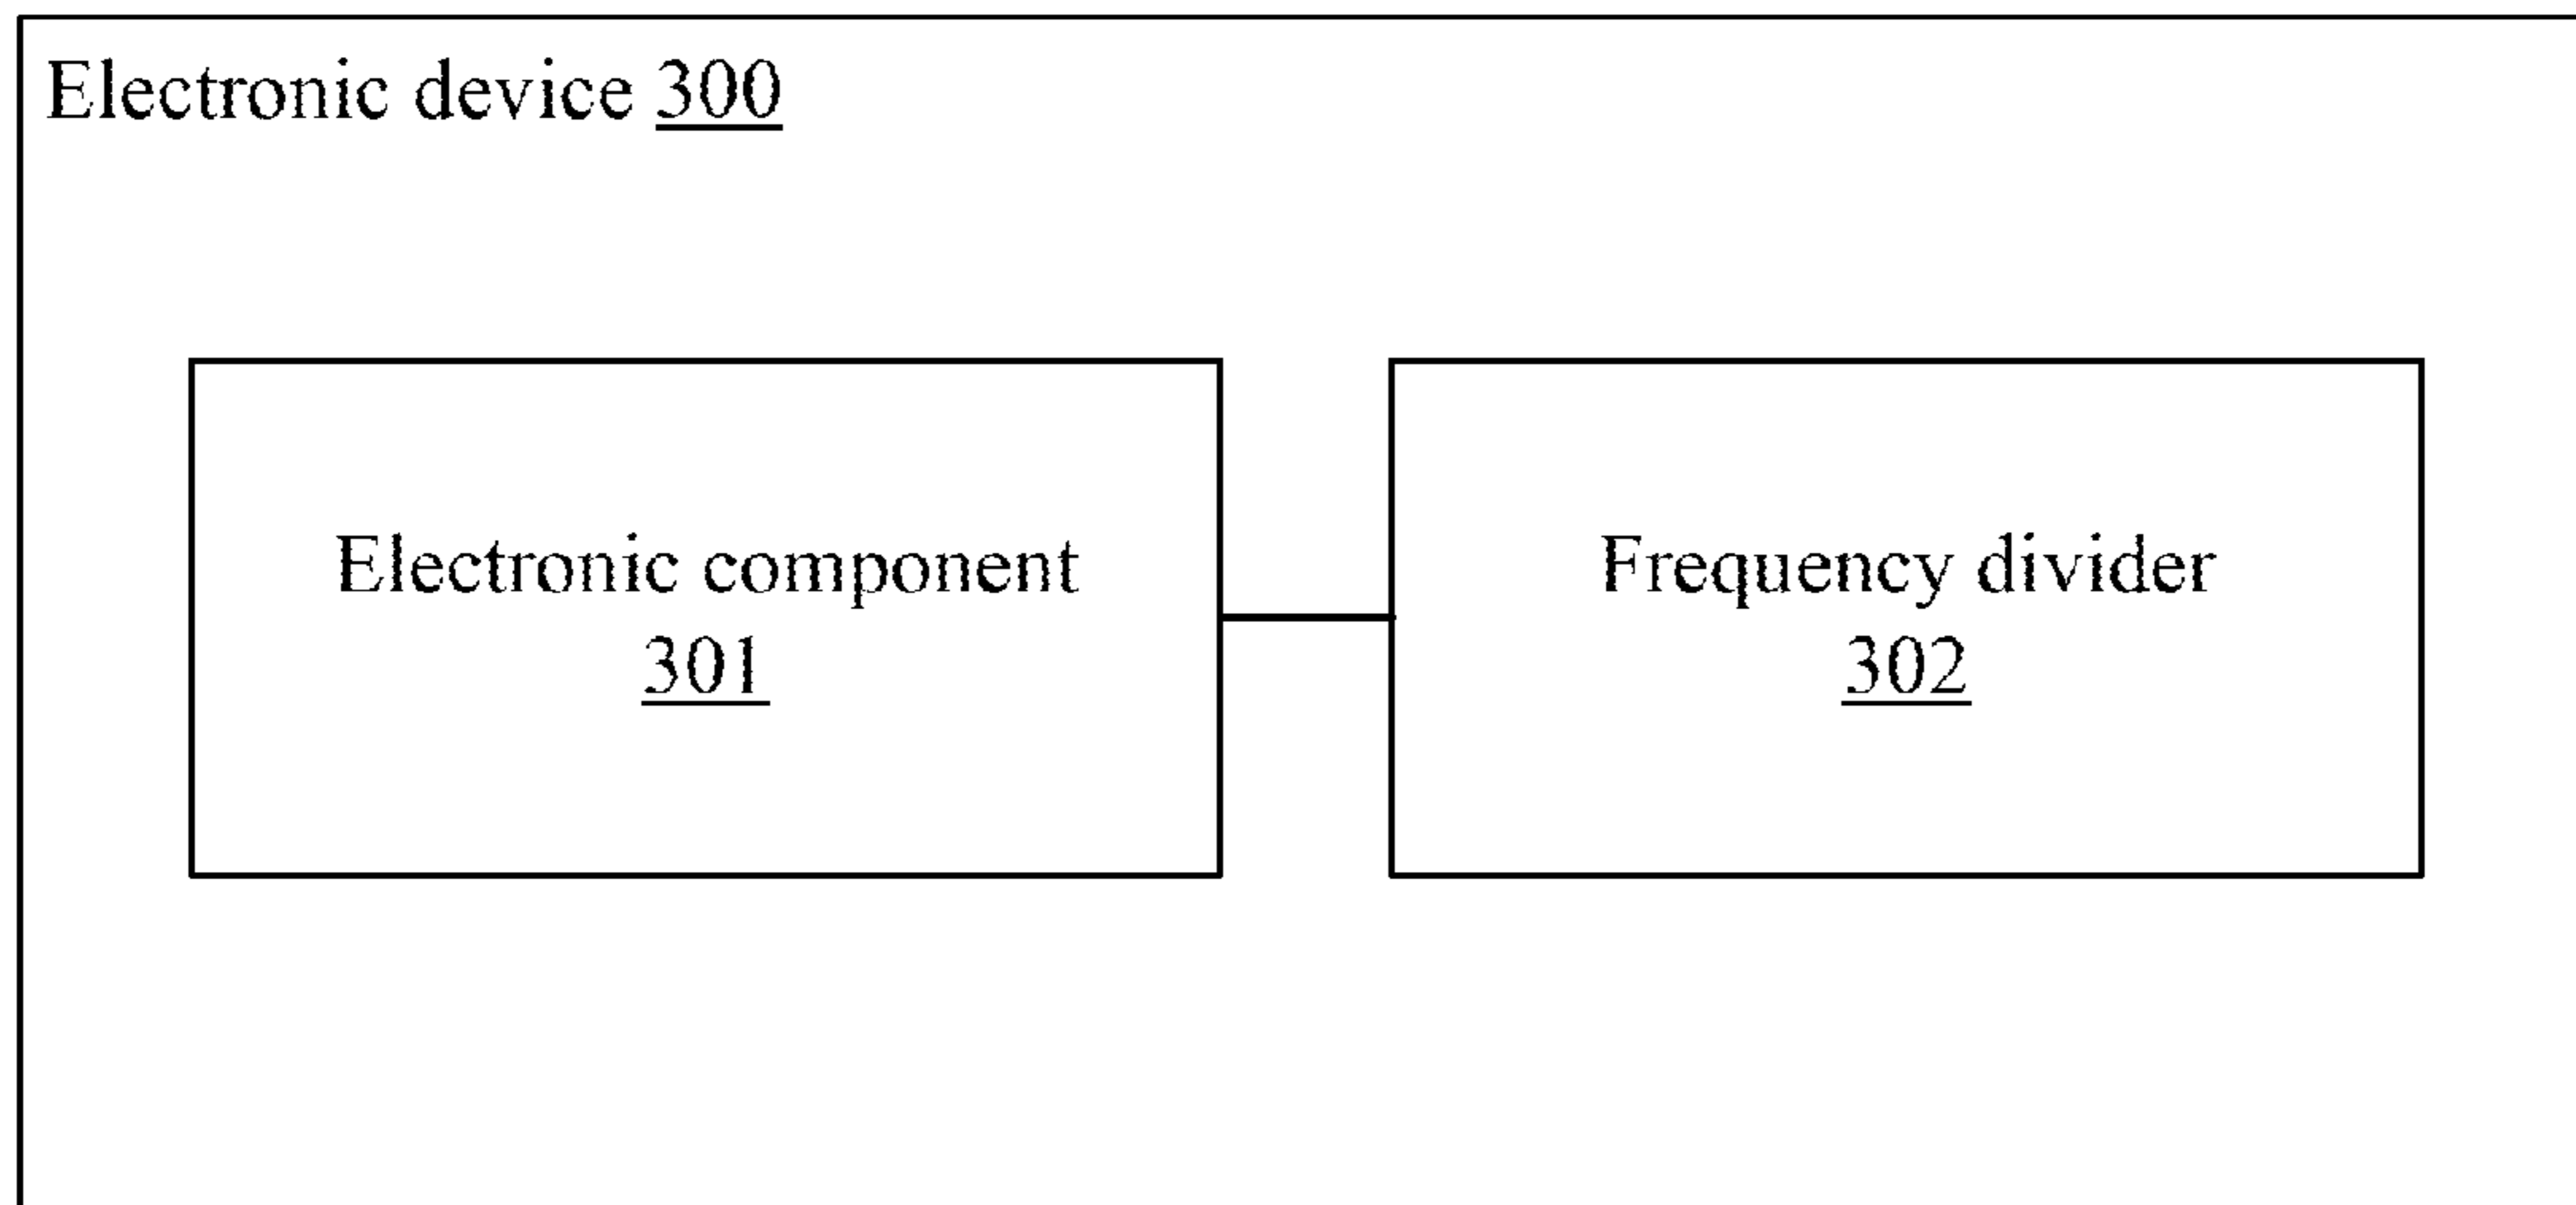 Electronic device 300
Electronic component
301
Frequency divider
302